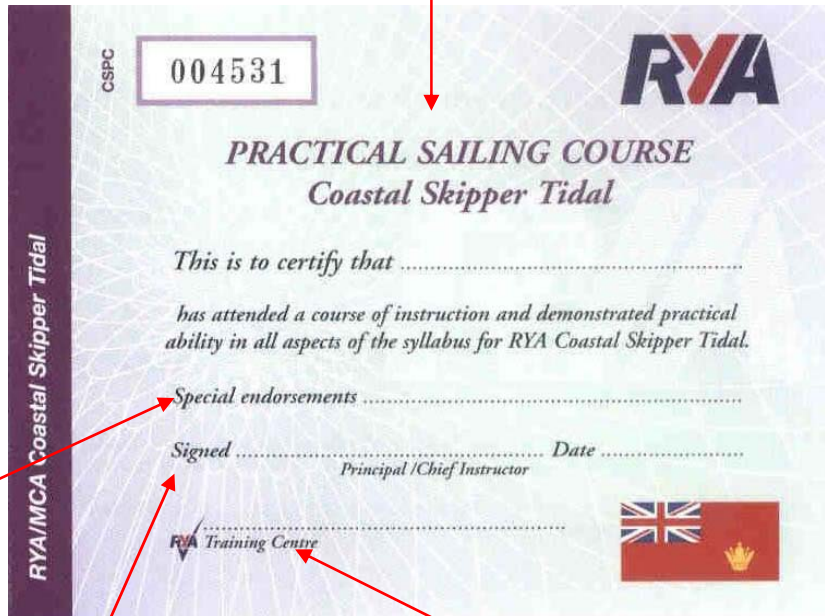 CSPC
004531
RYA
PRACTICAL SAILING COURSE
Coastal Skipper Tidal
This is to certify that ..........................................................
has attended a course of instruction and demonstrated practical
ability in all aspects of the syllabus for RYA Coastal Skipper Tidal.
Special endorsements ................................................................
Signed .................................................... Date ........................
Principal /Chief Instructor
RYA Training Centre
RYA/MCA Coastal Skipper Tidal